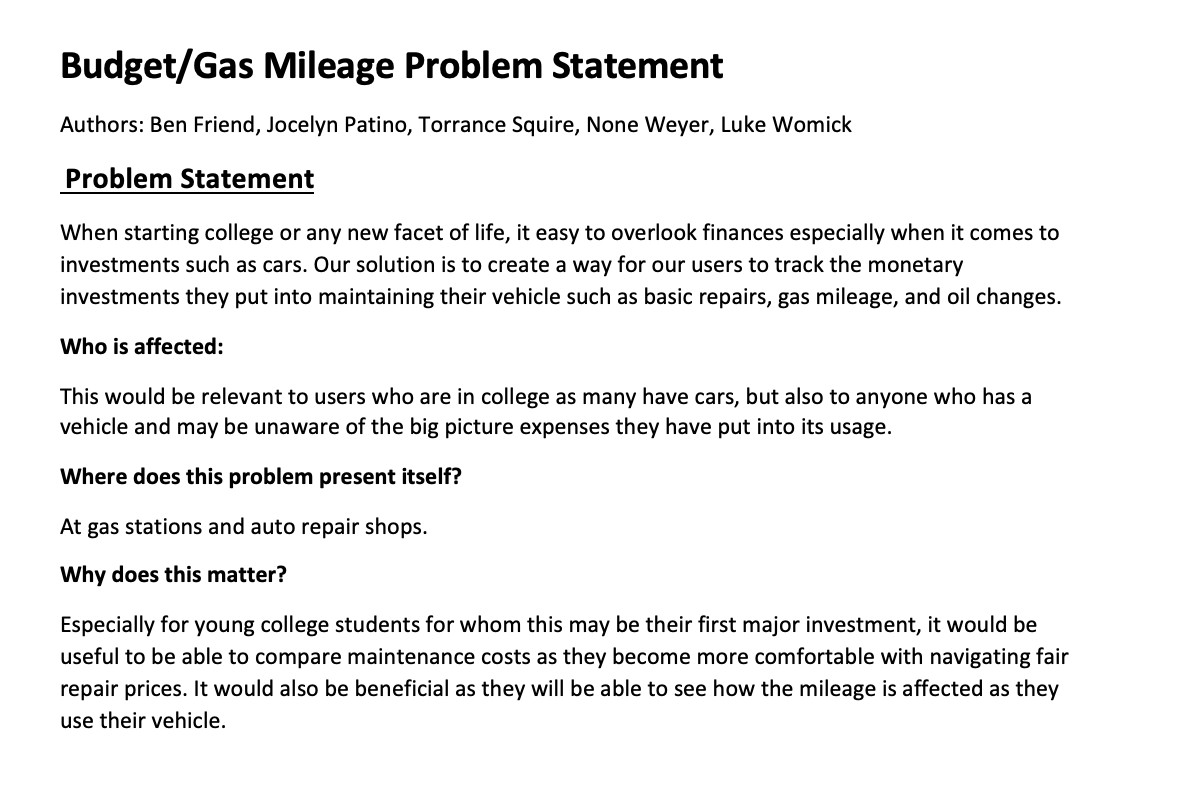 Budget/Gas Mileage Problem Statement
Authors: Ben Friend, Jocelyn Patino, Torrance Squire, None Weyer, Luke Womick
Problem Statement
When starting college or any new facet of life, it easy to overlook finances especially when it comes to
investments such as cars. Our solution is to create a way for our users to track the monetary
investments they put into maintaining their vehicle such as basic repairs, gas mileage, and oil changes.
Who is affected:
This would be relevant to users who are in college as many have cars, but also to anyone who has a
vehicle and may be unaware of the big picture expenses they have put into its usage.
Where does this problem present itself?
At gas stations and auto repair shops.
Why does this matter?
Especially for young college students for whom this may be their first major investment, it would be
useful to be able to compare maintenance costs as they become more comfortable with navigating fair
repair prices. It would also be beneficial as they will be able to see how the mileage is affected as they
use their vehicle.